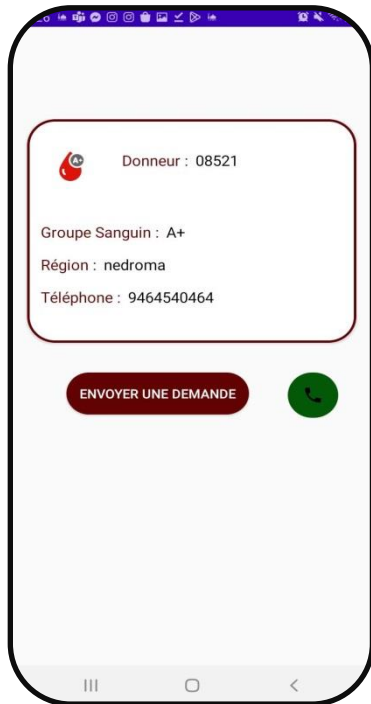 A+
Donneur : 08521
Groupe Sanguin : A+
Région : nedroma
Téléphone : 9464540464
ENVOYER UNE DEMANDE